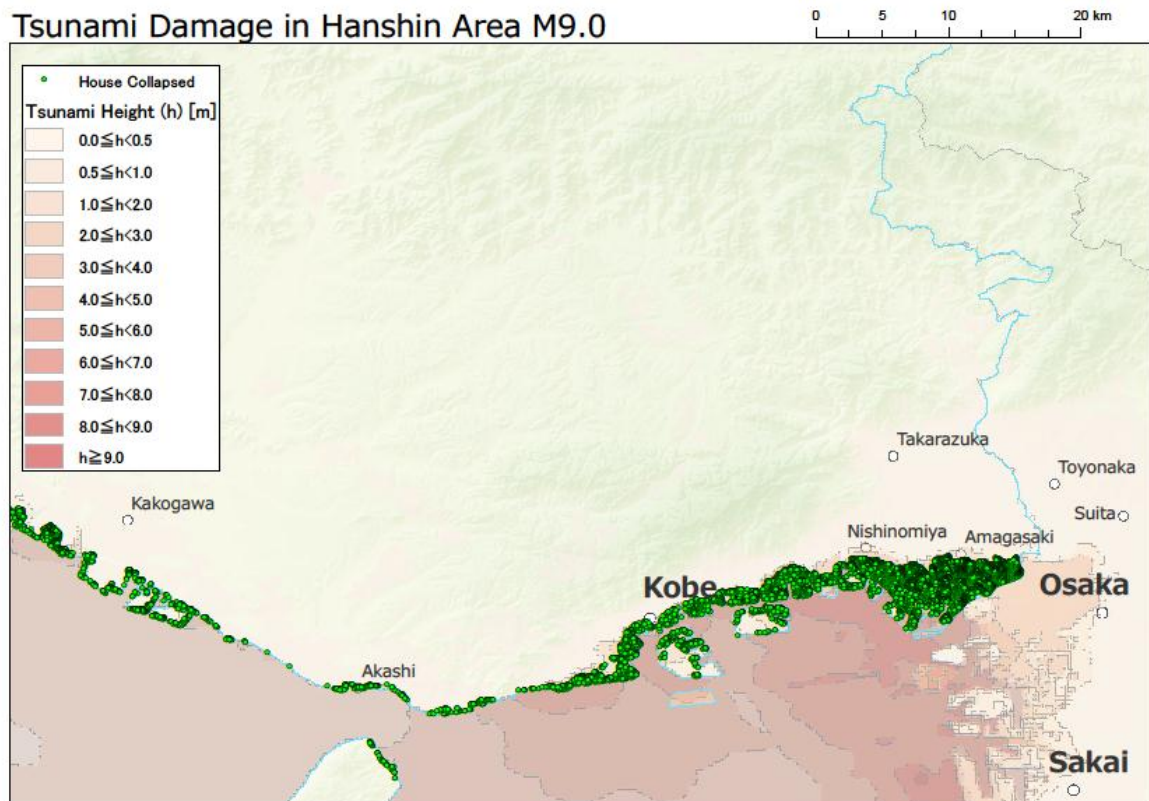 Tsunami Damage in Hanshin Area M9.0
0 5 10 20 km
House Collapsed
Tsunami Height (h) [m]
0.0≦h<0.5
0.5≦h<1.0
1.0≦h<2.0
2.0≦h<3.0
3.0≦h<4.0
4.0≦h<5.0
5.0≦h<6.0
6.0≦h<7.0
7.0≦h<8.0
8.0≦h<9.0
h≧9.0
Takarazuka
Toyonaka
Kakogawa
Suita
Nishinomiya
Amagasaki
Kobe
Osaka
Akashi
Sakai